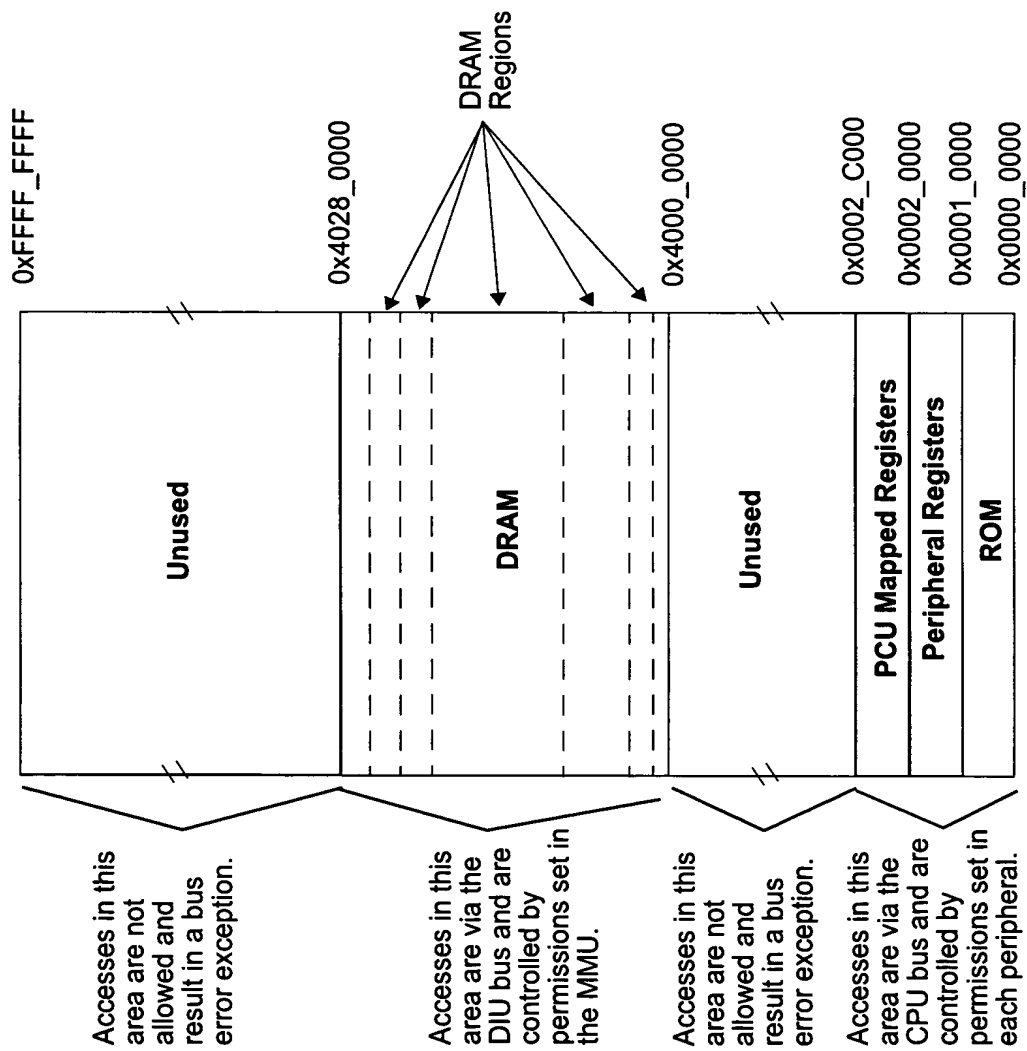 0xFFFF_FFFF
Accesses in this
area are not
allowed and
result in a bus
error exception.
Unused
0x4028_0000
Accesses in this
area are via the
DIU bus and are
controlled by
permissions set in
the MMU.
DRAM
DRAM
Regions
0x4000_0000
Accesses in this
area are not
allowed and
result in a bus
error exception.
Unused
0x0002_C000
Accesses in this
area are via the
CPU bus and are
controlled by
permissions set in
each peripheral.
PCU Mapped Registers
0x0002_0000
Peripheral Registers
0x0001_0000
ROM
0x0000_0000